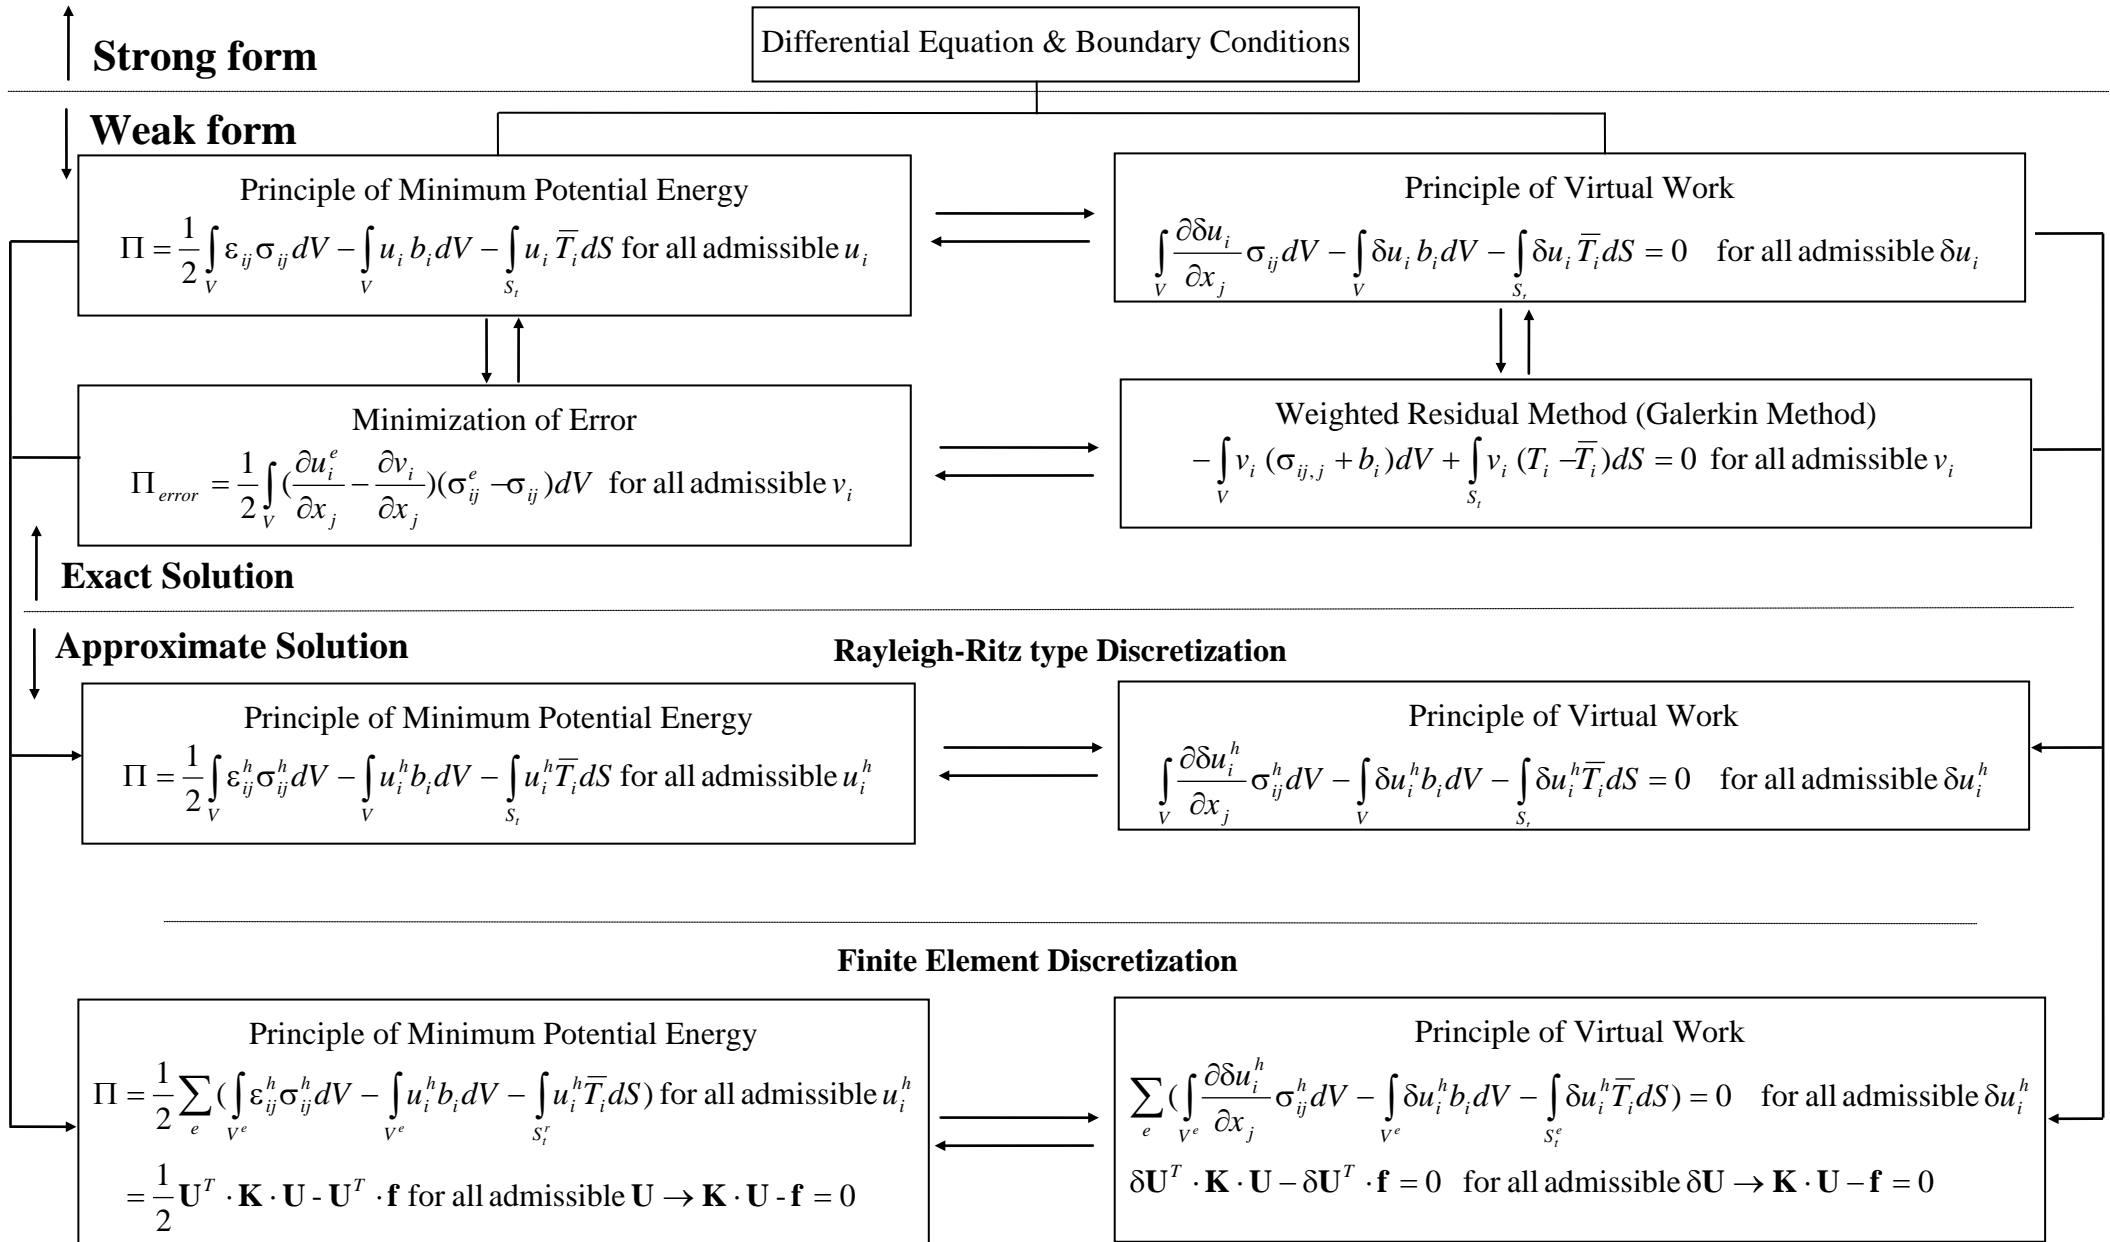 Strong form
Differential Equation & Boundary Conditions
Weak form
Principle of Minimum Potential Energy
Π = 1/2 ∫_V ε_ij σ_ij dV − ∫_V u_i b_i dV − ∫_{S_t} u_i T̅_i dS for all admissible u_i
Principle of Virtual Work
∫_V ∂δu_i/∂x_j σ_ij dV − ∫_V δu_i b_i dV − ∫_{S_t} δu_i T̅_i dS = 0 for all admissible δu_i
Minimization of Error
Π_error = 1/2 ∫_V (∂u_i^e/∂x_j − ∂v_i/∂x_j)(σ_ij^e − σ_ij)dV for all admissible v_i
Weighted Residual Method (Galerkin Method)
− ∫_V v_i (σ_ij,j + b_i)dV + ∫_{S_t} v_i (T_i − T̅_i)dS = 0 for all admissible v_i
Exact Solution
Approximate Solution
Rayleigh-Ritz type Discretization
Principle of Minimum Potential Energy
Π = 1/2 ∫_V ε_ij^h σ_ij^h dV − ∫_V u_i^h b_i dV − ∫_{S_t} u_i^h T̅_i dS for all admissible u_i^h
Principle of Virtual Work
∫_V ∂δu_i^h/∂x_j σ_ij^h dV − ∫_V δu_i^h b_i dV − ∫_{S_t} δu_i^h T̅_i dS = 0 for all admissible δu_i^h
Finite Element Discretization
Principle of Minimum Potential Energy
Π = 1/2 ∑_e (∫_{V^e} ε_ij^h σ_ij^h dV − ∫_{V^e} u_i^h b_i dV − ∫_{S_t^r} u_i^h T̅_i dS) for all admissible u_i^h
= 1/2 U^T · K · U - U^T · f for all admissible U → K · U - f = 0
Principle of Virtual Work
∑_e (∫_{V^e} ∂δu_i^h/∂x_j σ_ij^h dV − ∫_{V^e} δu_i^h b_i dV − ∫_{S_t^e} δu_i^h T̅_i dS) = 0 for all admissible δu_i^h
δU^T · K · U − δU^T · f = 0 for all admissible δU → K · U − f = 0